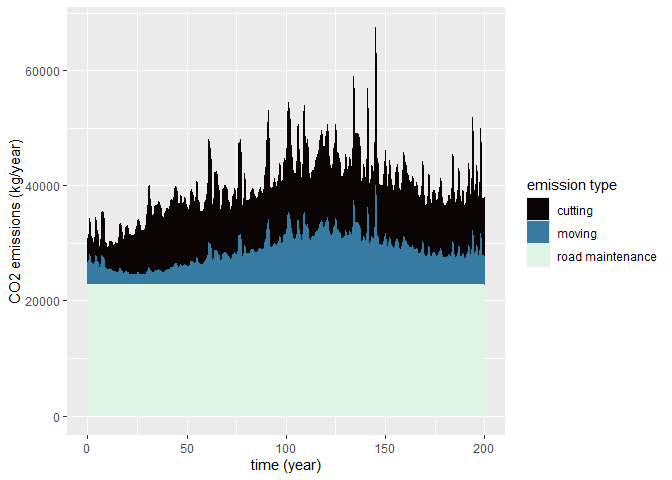 60000
40000
20000
0
CO2 emissions (kg/year)
0 50 100 150 200
time (year)
emission type
cutting
moving
road maintenance